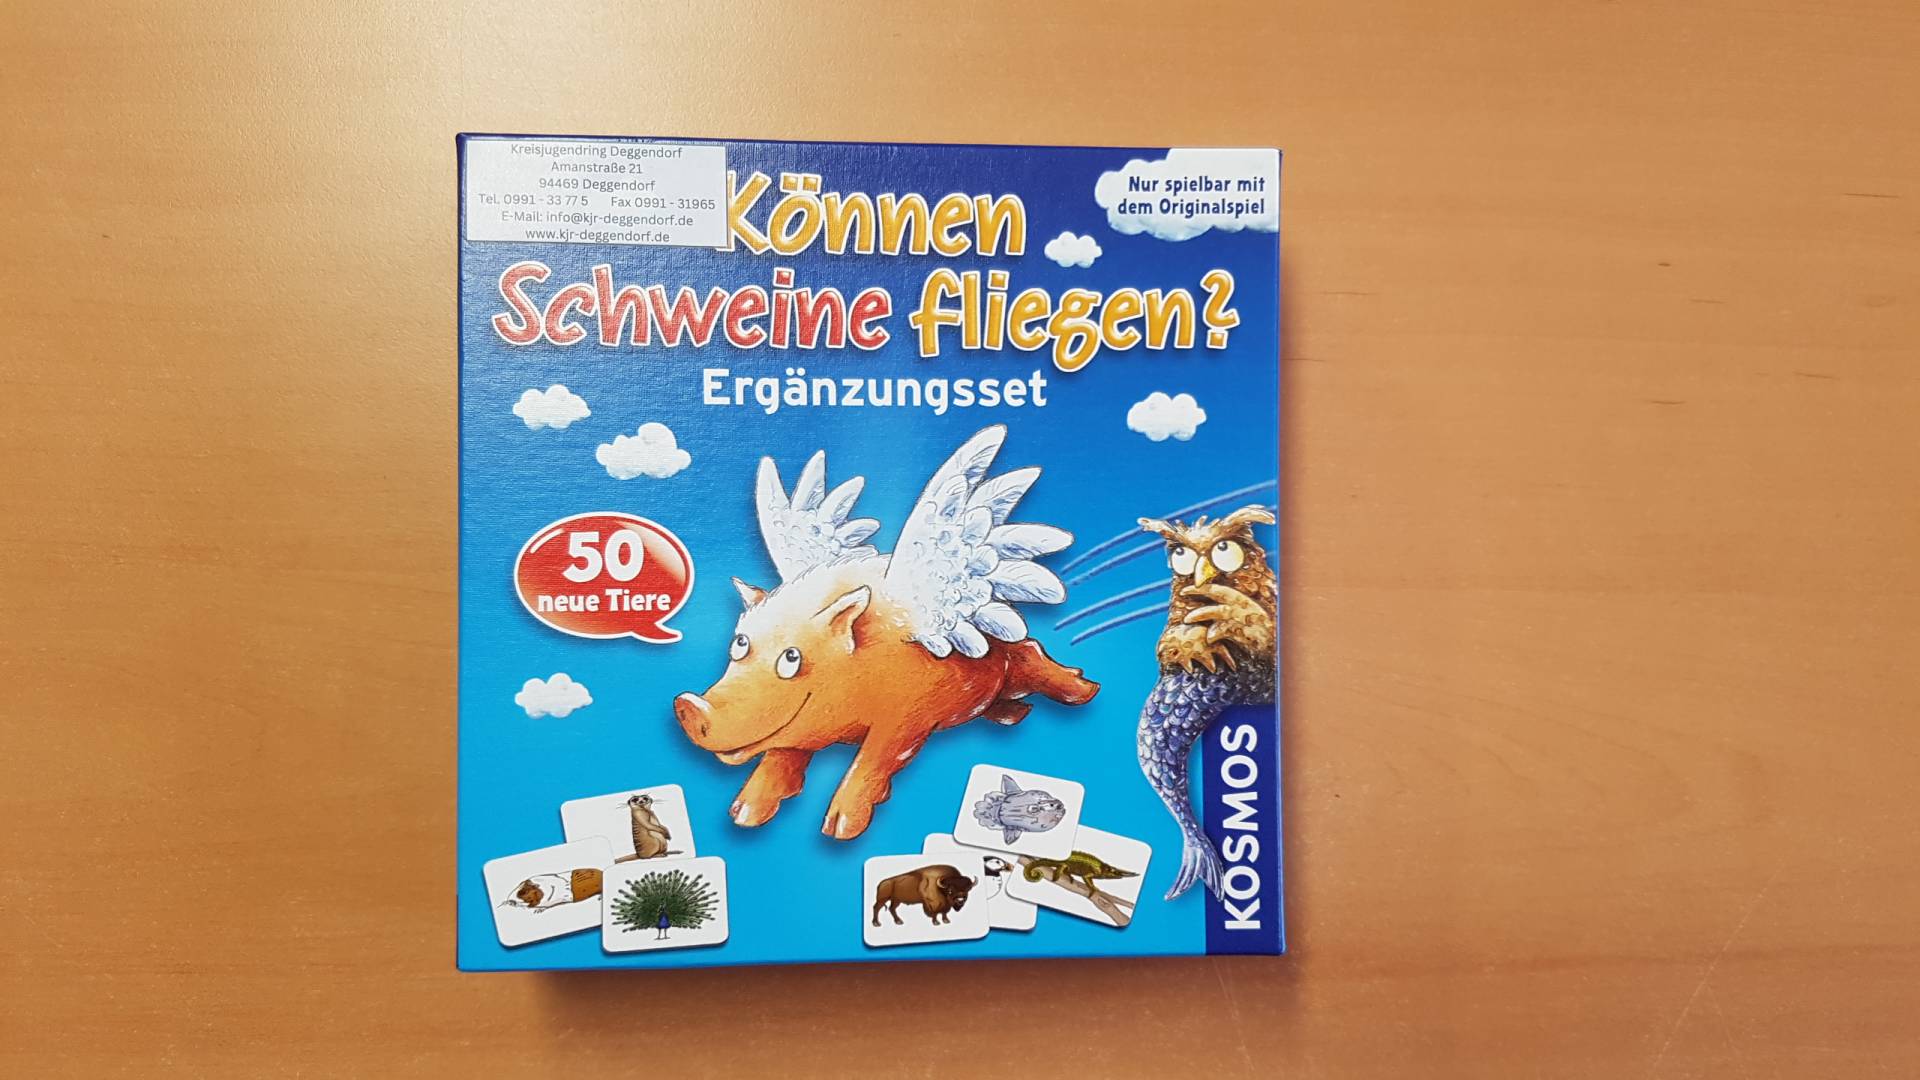 Kreisjugendring Deggendorf
Amanstraße 21
94469 Deggendorf
Tel. 0991 - 33 77 5 Fax 0991 - 31965
E-Mail: info@kjr-deggendorf.de
www.kjr-deggendorf.de
Nur spielbar mit
dem Originalspiel
Können
Schweine fliegen?
Ergänzungsset
50
neue Tiere
KOSMOS